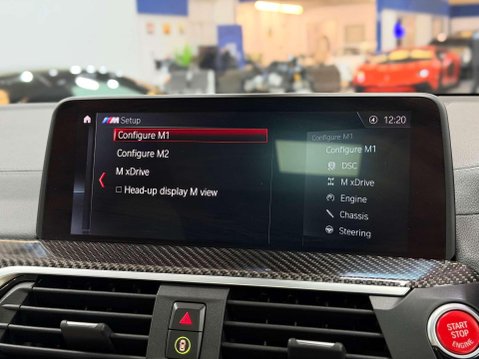 M Setup
12:20
Configure M1
Configure M2
M xDrive
Head-up display M view
Configure M1
Configure M1
DSC
M xDrive
Engine
Chassis
Steering
START
STOP
ENGINE